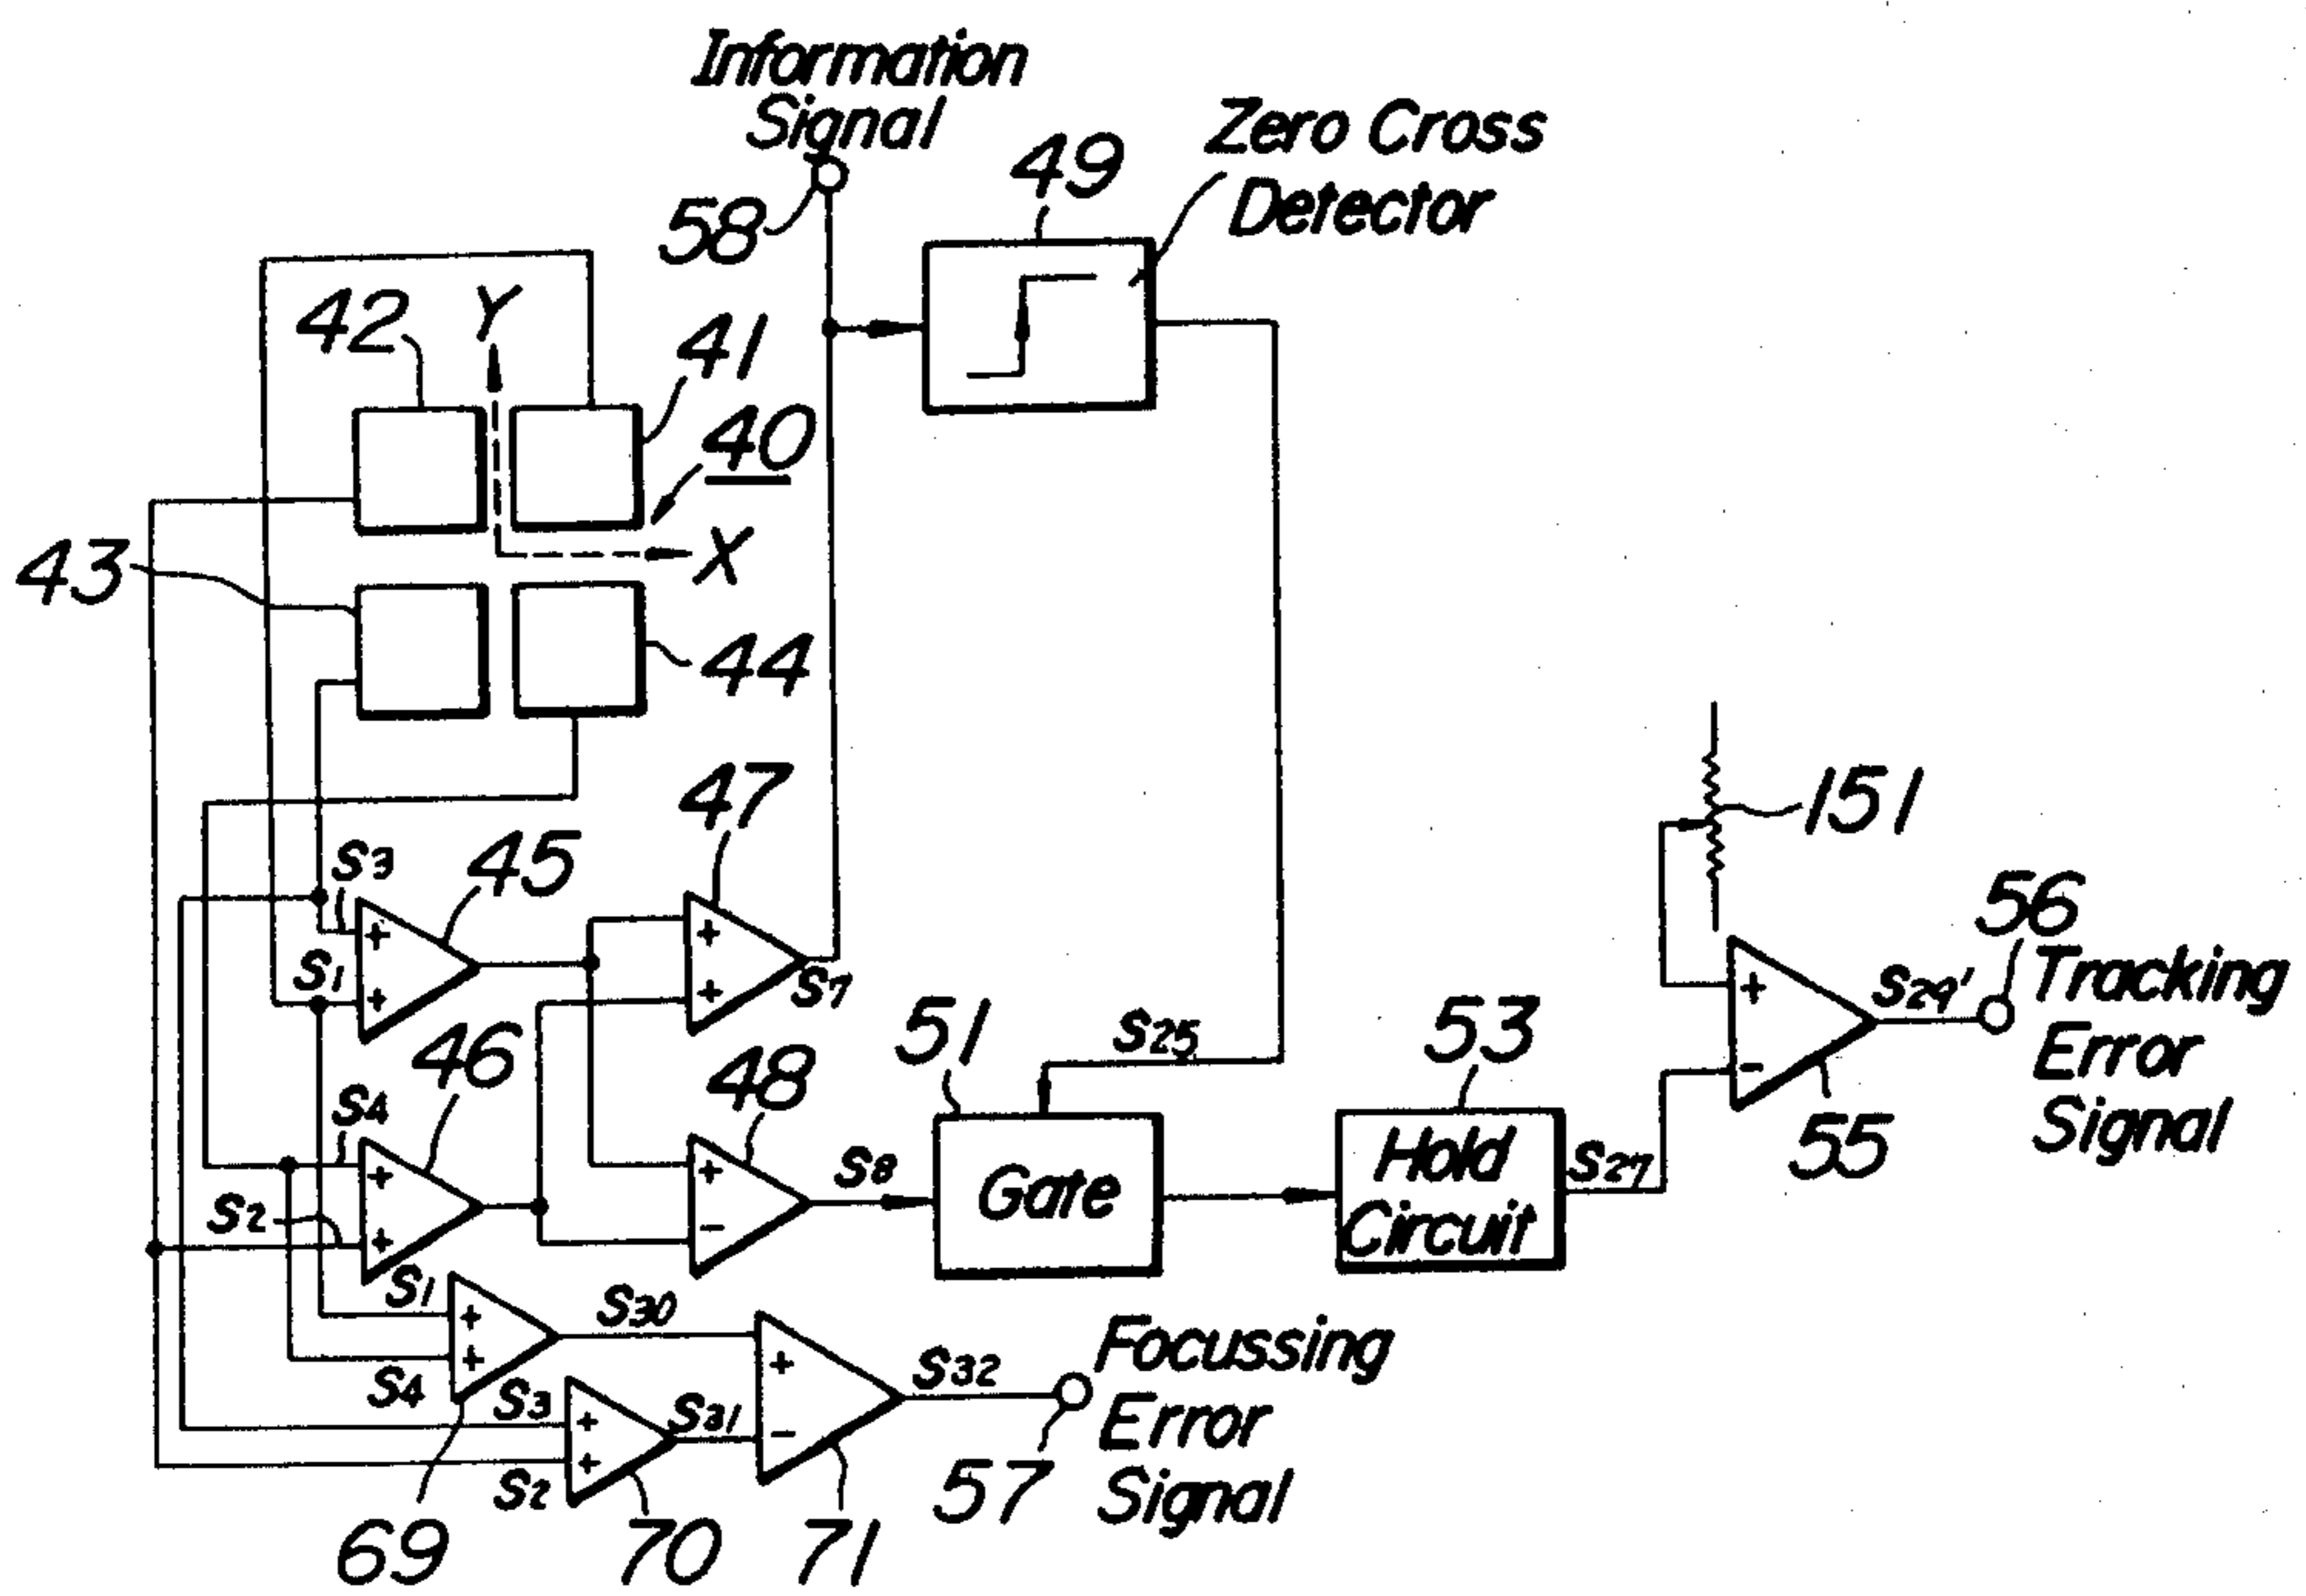 Information
Signal
58
49
Zero Cross
Detector
42
Y
41
40
X
43
44
47
S3
45
S1
S7
46
S4
S2
48
S8
51
S25
Gate
53
Hold
Circuit
S27
151
+
-
55
S24'
56
Tracking
Error
Signal
+
+
+
+
+
+
+
-
S1
S4
+
+
S30
69
S3
S2
+
+
S31
70
+
-
71
S32
57
Focussing
Error
Signal